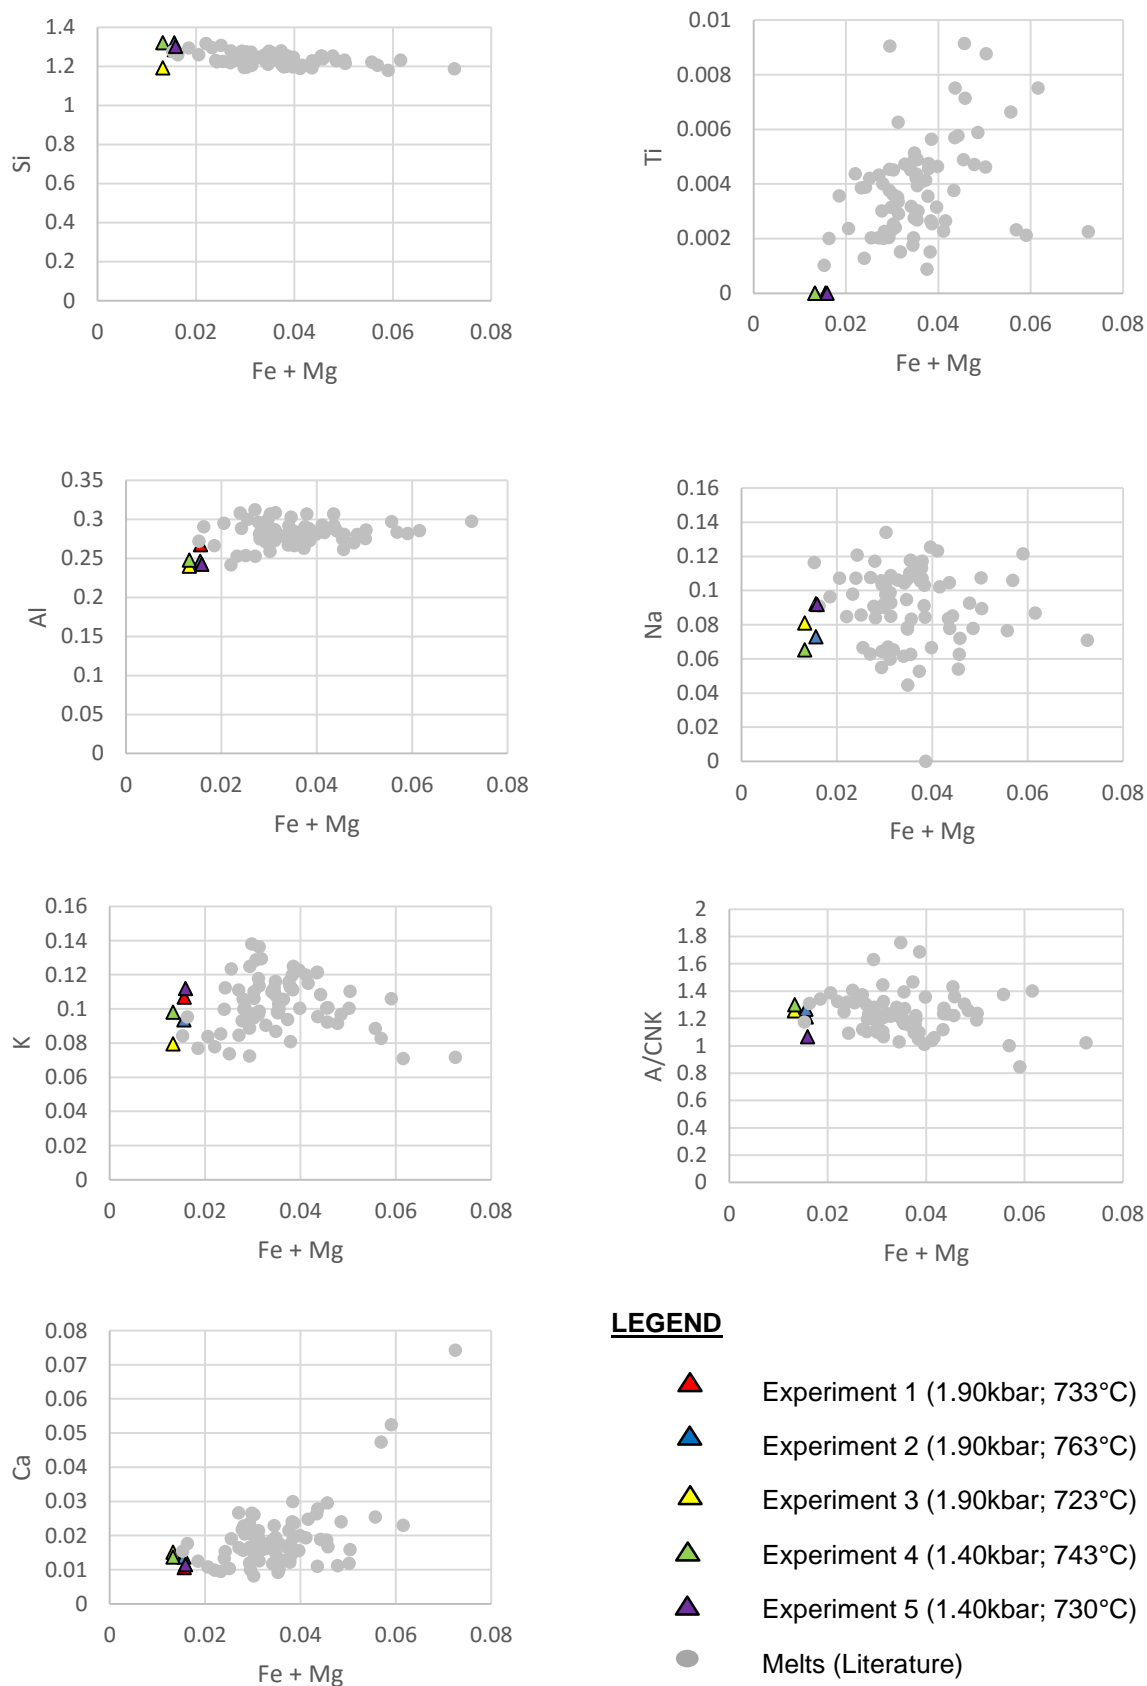 1.4
1.2
1
0.8
0.6
0.4
0.2
0
Si
0 0.02 0.04 0.06 0.08
Fe + Mg
0.01
0.008
0.006
0.004
0.002
0
Ti
0 0.02 0.04 0.06 0.08
Fe + Mg
0.35
0.3
0.25
0.2
0.15
0.1
0.05
0
Al
0 0.02 0.04 0.06 0.08
Fe + Mg
0.16
0.14
0.12
0.1
0.08
0.06
0.04
0.02
0
Na
0 0.02 0.04 0.06 0.08
Fe + Mg
0.16
0.14
0.12
0.1
0.08
0.06
0.04
0.02
0
K
0 0.02 0.04 0.06 0.08
Fe + Mg
2
1.8
1.6
1.4
1.2
1
0.8
0.6
0.4
0.2
0
A/CNK
0 0.02 0.04 0.06 0.08
Fe + Mg
0.08
0.07
0.06
0.05
0.04
0.03
0.02
0.01
0
Ca
0 0.02 0.04 0.06 0.08
Fe + Mg
LEGEND
Experiment 1 (1.90kbar; 733°C)
Experiment 2 (1.90kbar; 763°C)
Experiment 3 (1.90kbar; 723°C)
Experiment 4 (1.40kbar; 743°C)
Experiment 5 (1.40kbar; 730°C)
Melts (Literature)